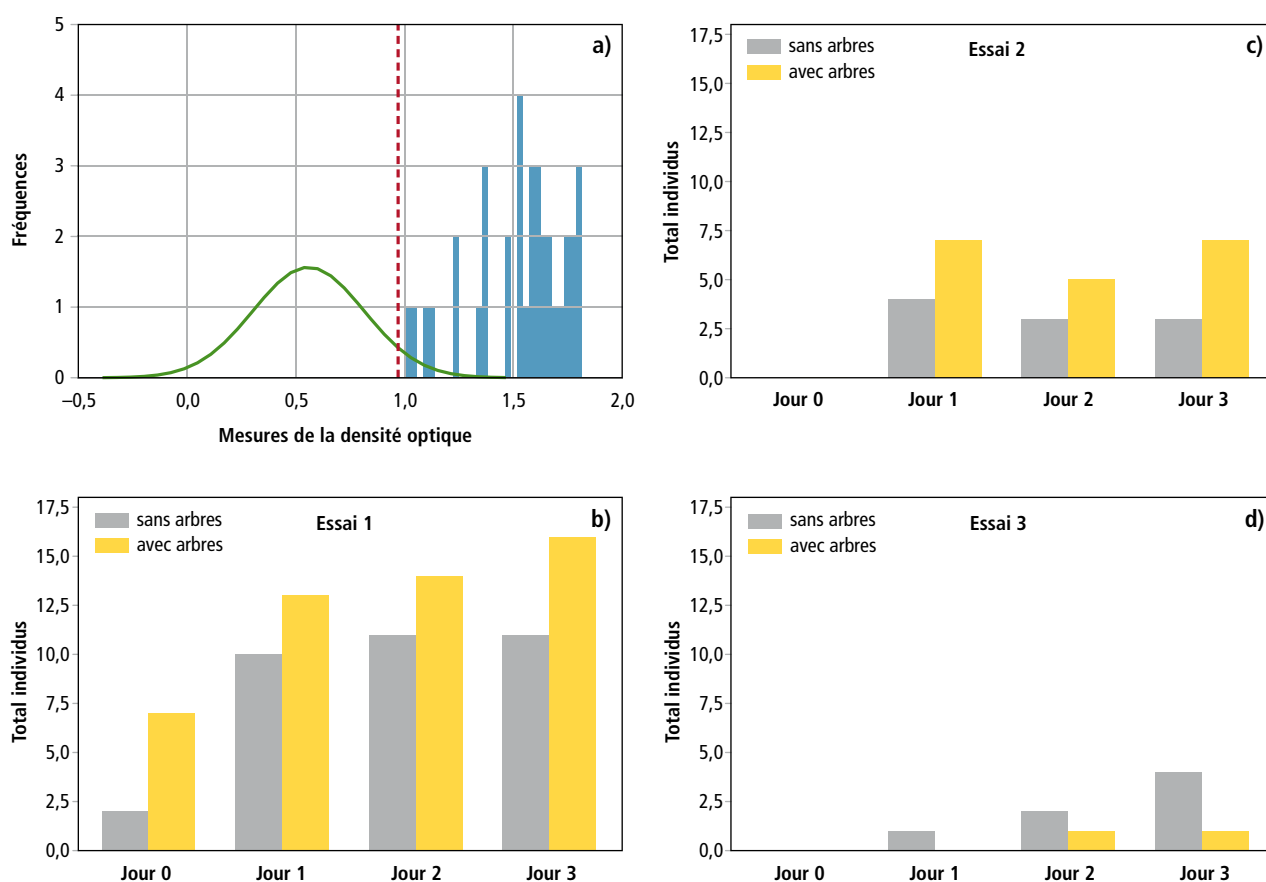 a)
5
4
3
2
1
0
Fréquences
–0,5
0,0
0,5
1,0
1,5
2,0
Mesures de la densité optique
c)
Essai 2
sans arbres
avec arbres
17,5
15,0
12,5
10,0
7,5
5,0
2,5
0,0
Total individus
Jour 0
Jour 1
Jour 2
Jour 3
b)
Essai 1
sans arbres
avec arbres
17,5
15,0
12,5
10,0
7,5
5,0
2,5
0,0
Total individus
Jour 0
Jour 1
Jour 2
Jour 3
d)
Essai 3
sans arbres
avec arbres
17,5
15,0
12,5
10,0
7,5
5,0
2,5
0,0
Total individus
Jour 0
Jour 1
Jour 2
Jour 3